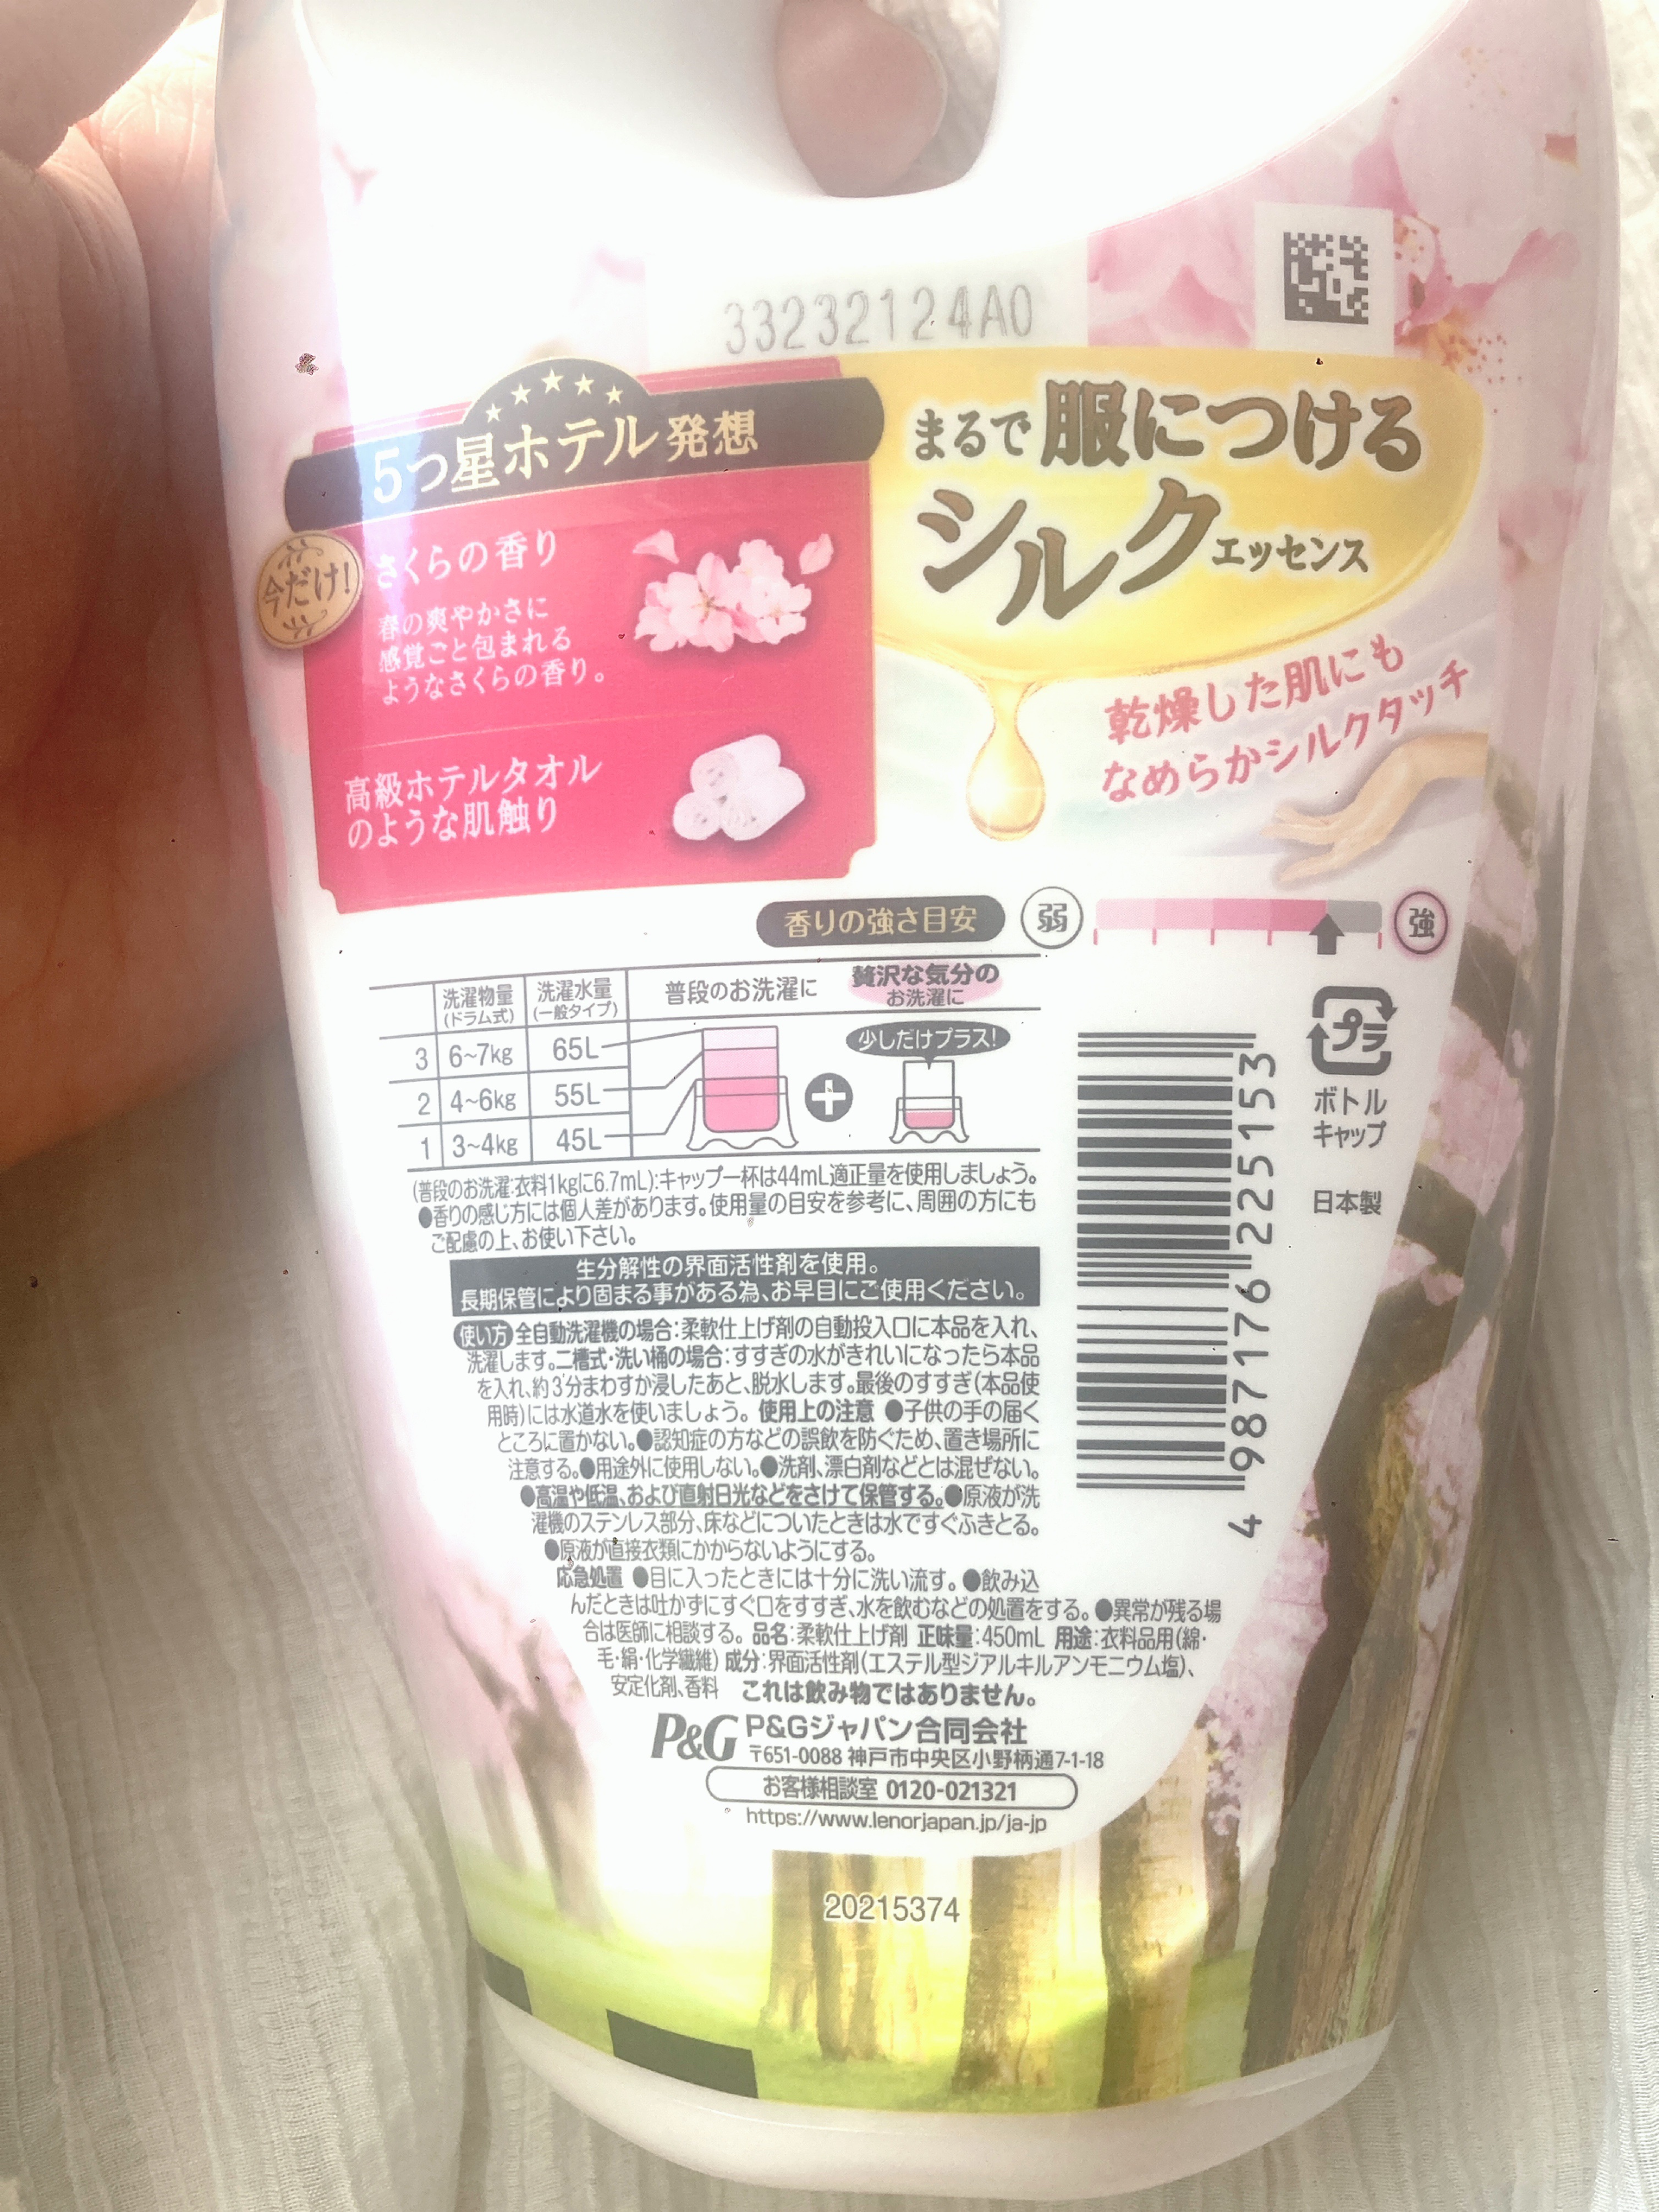 33232124A0
5つ星ホテル発想
今だけ!
さくらの香り
春の爽やかさに
感覚ごと包まれる
ようなさくらの香り。
高級ホテルタオル
のような肌触り
まるで服につける
シルクエッセンス
乾燥した肌にも
なめらかシルクタッチ
香りの強さ目安 弱 強
洗濯物量 洗濯水量 普段のお洗濯に 贅沢な気分の
(ドラム式) (一般タイプ) お洗濯に
少しだけプラス!
3 6~7kg 65L
2 4~6kg 55L
1 3~4kg 45L
(普段のお洗濯:衣料1kgに6.7mL):キャップ一杯は44mL適正量を使用しましょう。
●香りの感じ方には個人差があります。使用量の目安を参考に、周囲の方にも
ご配慮の上、お使い下さい。
生分解性の界面活性剤を使用。
長期保管により固まる事がある為、お早目にご使用ください。
使い方 全自動洗濯機の場合:柔軟仕上げ剤の自動投入口に本品を入れ、
洗濯します。二槽式・洗い桶の場合:すすぎの水がきれいになったら本品
を入れ、約3分まわすか浸したあと、脱水します。最後のすすぎ(本品使
用時)には水道水を使いましょう。 使用上の注意 ●子供の手の届く
ところに置かない。●認知症の方などの誤飲を防ぐため、置き場所に
注意する。●用途外に使用しない。●洗剤、漂白剤などとは混ぜない。
●高温や低温、および直射日光などをさけて保管する。●原液が洗
濯機のステンレス部分、床などについたときは水ですぐふきとる。
●原液が直接衣類にかからないようにする。
応急処置 ●目に入ったときには十分に洗い流す。●飲み込
んだときは吐かずにすぐ口をすすぎ、水を飲むなどの処置をする。●異常が残る場
合は医師に相談する。 品名:柔軟仕上げ剤 正味量:450mL 用途:衣料品用(綿・
毛・絹・化学繊維) 成分:界面活性剤(エステル型ジアルキルアンモニウム塩)、
安定化剤、香料 これは飲み物ではありません。
P&G P&Gジャパン合同会社
〒651-0088 神戸市中央区小野柄通7-1-18
お客様相談室 0120-021321
https://www.lenorjapan.jp/ja-jp
20215374
プラ
ボトル
キャップ
日本製
4 987176 225153